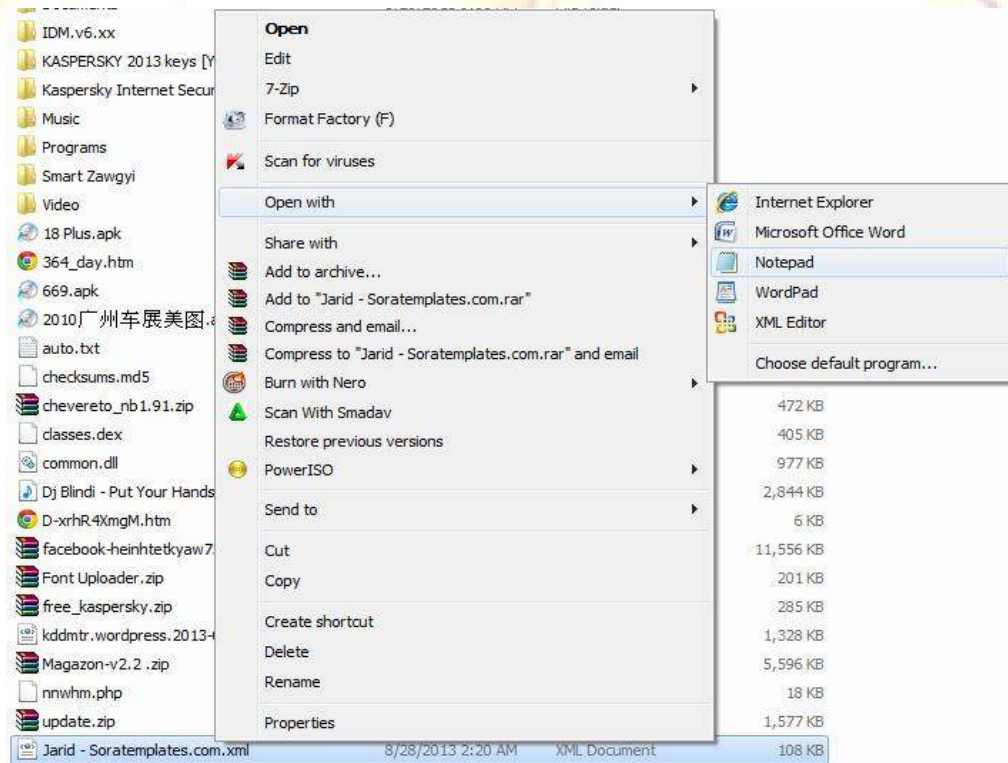 IDM.v6.xx
KASPERSKY 2013 keys [Y
Kaspersky Internet Secur
Music
Programs
Smart Zawgyi
Video
18 Plus.apk
364_day.htm
669.apk
2010广州车展美图.a
auto.txt
checksums.md5
chevereto_nb1.91.zip
classes.dex
common.dll
Dj Blindi - Put Your Hands
D-xrhR4XmgM.htm
facebook-heinhtetkyaw7
Font Uploader.zip
free_kaspersky.zip
kddmtr.wordpress.2013-
Magazon-v2.2 .zip
nnwhm.php
update.zip
Jarid - Soratemplates.com.xml 8/28/2013 2:20 AM XML Document 108 KB
Open
Edit
7-Zip
Format Factory (F)
Scan for viruses
Open with
Share with
Add to archive...
Add to "Jarid - Soratemplates.com.rar"
Compress and email...
Compress to "Jarid - Soratemplates.com.rar" and email
Burn with Nero
Scan With Smadav
Restore previous versions
PowerISO
Send to
Cut
Copy
Create shortcut
Delete
Rename
Properties
Internet Explorer
Microsoft Office Word
Notepad
WordPad
XML Editor
Choose default program...
472 KB
405 KB
977 KB
2,844 KB
6 KB
11,556 KB
201 KB
285 KB
1,328 KB
5,596 KB
18 KB
1,577 KB